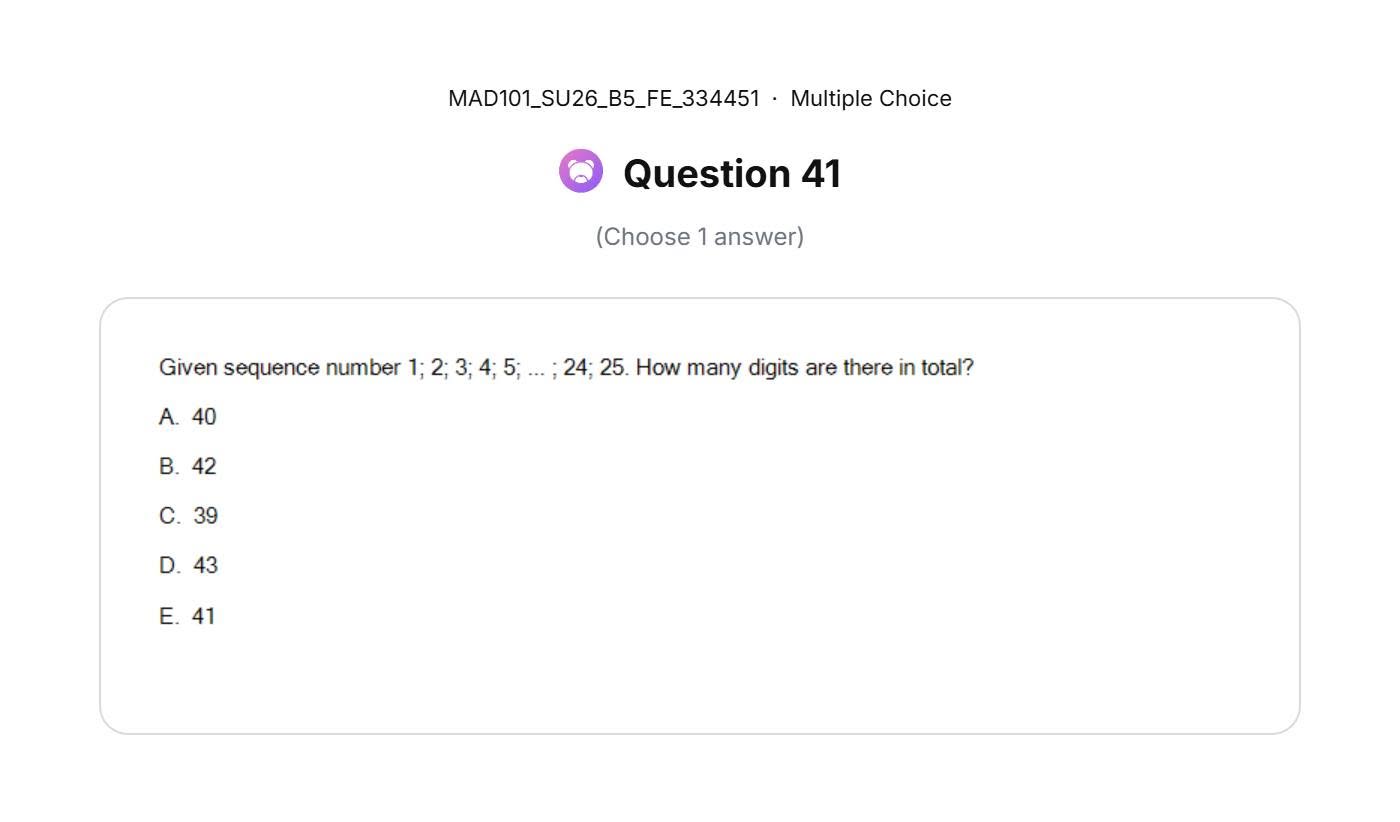 MAD101_SU26_B5_FE_334451 · Multiple Choice
Question 41
(Choose 1 answer)
Given sequence number 1; 2; 3; 4; 5; ... ; 24; 25. How many digits are there in total?
A. 40
B. 42
C. 39
D. 43
E. 41